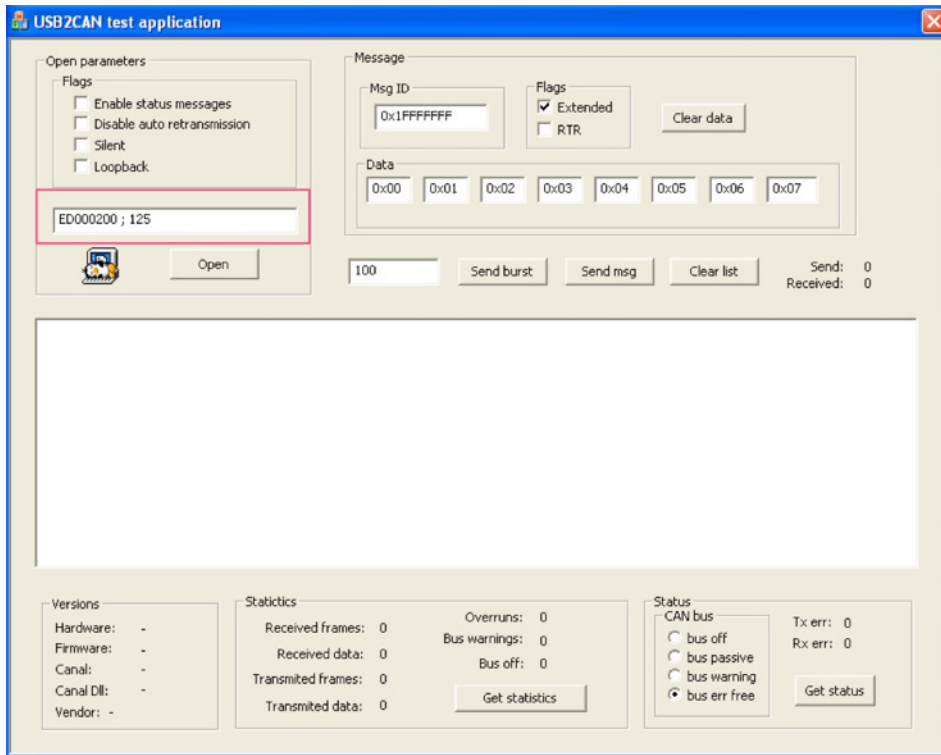 USB2CAN test application
Open parameters
Flags
Enable status messages
Disable auto retransmission
Silent
Loopback
ED000200 ; 125
Open
Message
Msg ID
0x1FFFFFFF
Flags
Extended
RTR
Clear data
Data
0x00 0x01 0x02 0x03 0x04 0x05 0x06 0x07
100 Send burst Send msg Clear list
Send: 0
Received: 0
Versions
Hardware: -
Firmware: -
Canal: -
Canal Dll: -
Vendor: -
Statictics
Received frames: 0
Received data: 0
Transmited frames: 0
Transmited data: 0
Overruns: 0
Bus warnings: 0
Bus off: 0
Get statistics
Status
CAN bus
bus off
bus passive
bus warning
bus err free
Tx err: 0
Rx err: 0
Get status